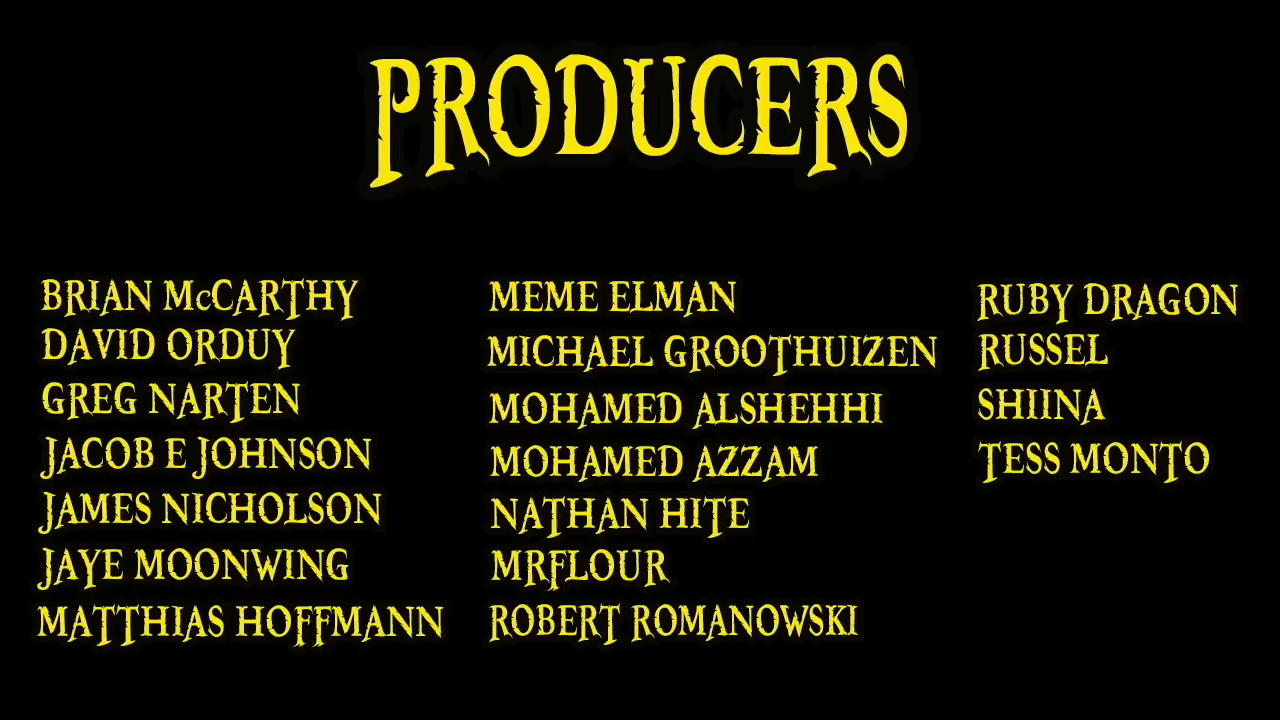 PRODUCERS
BRIAN McCARTHY
DAVID ORDUY
GREG NARTEN
JACOB E JOHNSON
JAMES NICHOLSON
JAYE MOONWING
MATTHIAS HOFFMANN
MEME ELMAN
MICHAEL GROOTHUIZEN
MOHAMED ALSHEHHI
MOHAMED AZZAM
NATHAN HITE
MRFLOUR
ROBERT ROMANOWSKI
RUBY DRAGON
RUSSEL
SHIINA
TESS MONTO